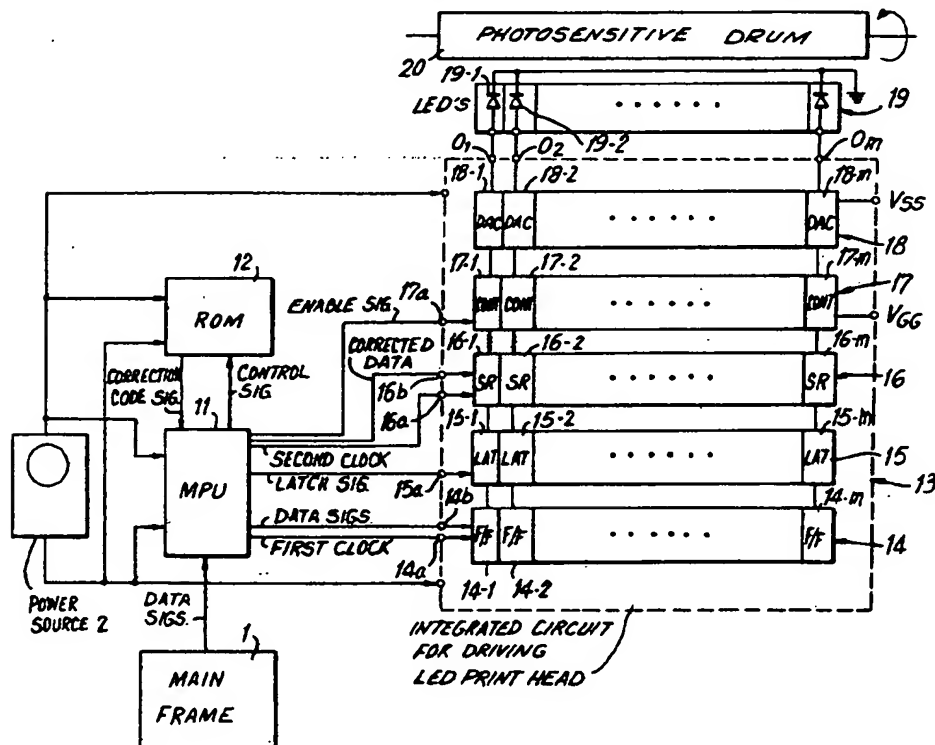 PHOTOSENSITIVE DRUM
20
19-1
LED'S
19
19-2
O1
O2
Om
18-1
18-2
18-m
VSS
DAC
DAC
DAC
18
17-1
17-2
17-m
17
12
ROM
ENABLE SIG.
17a
CONT
CONT
CONT
VGG
CORRECTED
DATA
16-1
16-2
16-m
CORRECTION
CODE SIG.
CONTROL
SIG.
16b
16a
SR
SR
SR
16
11
15-1
15-2
15-m
MPU
SECOND CLOCK
LATCH SIG.
15a
LAT
LAT
LAT
15
13
DATA SIGS.
14b
14-m
FIRST CLOCK
14a
F/F
F/F
F/F
14
14-1
14-2
POWER
SOURCE 2
DATA
SIGS.
INTEGRATED CIRCUIT
FOR DRIVING
LED PRINT HEAD
1
MAIN
FRAME